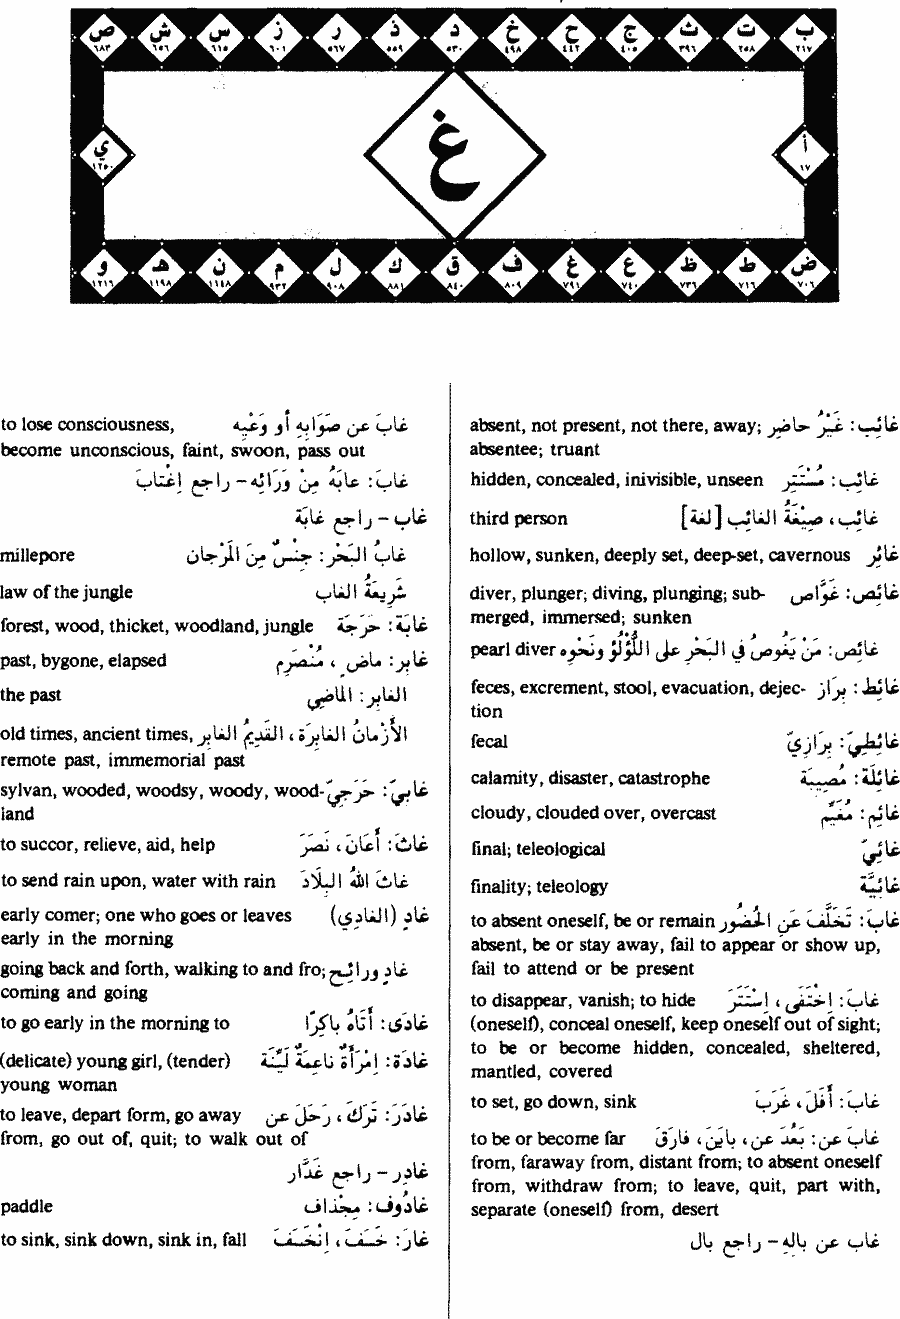 ب ت ث ج ح خ د ذ ر ز س ش ص
٢١٧ ٢٥٨ ٣٩٦ ٤٠٥ ٤٤٢ ٤٩٨ ٥٣٠ ٥٥٩ ٥٦٧ ٦٠١ ٦١٥ ٦٥٦ ٦٨٣
أ غ ي
١٧ ١٢٥٠
ض ط ظ ع غ ف ق ك ل م ن هـ و
٧٠٦ ٧١٦ ٧٣٦ ٧٤٠ ٧٩١ ٨٠٩ ٨٤٠ ٨٨١ ٩٠٨ ٩٣٢ ١١٤٨ ١١٩٨ ١٢١٦
absent, not present, not there, away; غائِب: غَيْرُ حاضِر
absentee; truant
hidden, concealed, inivisible, unseen غائِب: مُسْتَتِر
third person غائِب، صِيْغَةُ الغائِب [لغة]
hollow, sunken, deeply set, deep-set, cavernous غائِر
diver, plunger; diving, plunging; sub- غائِص: غَوَّاص
merged, immersed; sunken
pearl diver غائِص: مَنْ يَغُوصُ في البَحْرِ على اللُّؤْلُؤِ ونَحْوِه
feces, excrement, stool, evacuation, dejec- غائِط: بِرَاز
tion
fecal غائِطِيّ: بِرَازِيّ
calamity, disaster, catastrophe غائِلَة: مُصِيبَة
cloudy, clouded over, overcast غائِم: مُغَيِّم
final; teleological غائِيّ
finality; teleology غائِيَّة
to absent oneself, be or remain غابَ: تَخَلَّفَ عَنِ الحُضُور
absent, be or stay away, fail to appear or show up,
fail to attend or be present
to disappear, vanish; to hide غابَ: اِخْتَفَى، اِسْتَتَرَ
(oneself), conceal oneself, keep oneself out of sight;
to be or become hidden, concealed, sheltered,
mantled, covered
to set, go down, sink غابَ: أَفَلَ، غَرَبَ
to be or become far غابَ عن: بَعُدَ عن، بايَنَ، فارَقَ
from, faraway from, distant from; to absent oneself
from, withdraw from; to leave, quit, part with,
separate (oneself) from, desert
غاب عن بالِهِ - راجع بال
to lose consciousness, غابَ عن صَوَابِهِ أو وَعْيِه
become unconscious, faint, swoon, pass out
غابَ: عابَهُ مِنْ وَرَائِه - راجع اِغْتابَ
غاب - راجع غابَة
millepore غابُ البَحْر: جِنْسٌ مِنَ المَرْجان
law of the jungle شَرِيعَةُ الغاب
forest, wood, thicket, woodland, jungle غابَة: حَرَجَة
past, bygone, elapsed غابِر: ماضٍ، مُنْصَرِم
the past الغابِر: الماضِي
old times, ancient times, الأَزْمانُ الغابِرَة، القَدِيمُ الغابِر
remote past, immemorial past
sylvan, wooded, woodsy, woody, wood- غابِيّ: حَرَجِيّ
land
to succor, relieve, aid, help غاثَ: أَعانَ، نَصَرَ
to send rain upon, water with rain غاثَ اللهُ البِلَادَ
early comer; one who goes or leaves غادٍ (الغادِي)
early in the morning
going back and forth, walking to and fro; غادٍ ورائِح
coming and going
to go early in the morning to غادَى: أَتاهُ باكِرًا
(delicate) young girl, (tender) غادَة: اِمْرَأَةٌ ناعِمَةٌ لَيِّنَة
young woman
to leave, depart form, go away غادَرَ: تَرَكَ، رَحَلَ عن
from, go out of, quit; to walk out of
غادِر - راجع غَدَّار
paddle غادُوف: مِجْذاف
to sink, sink down, sink in, fall غارَ: خَسَفَ، اِنْخَسَفَ